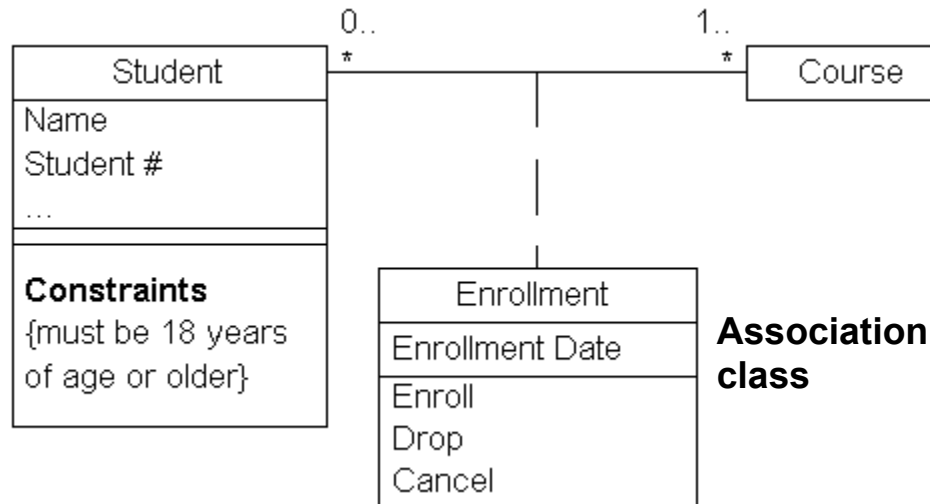 0..
*
1..
*
Student
Name
Student #
...
Constraints
{must be 18 years
of age or older}
Course
Enrollment
Enrollment Date
Enroll
Drop
Cancel
Association
class